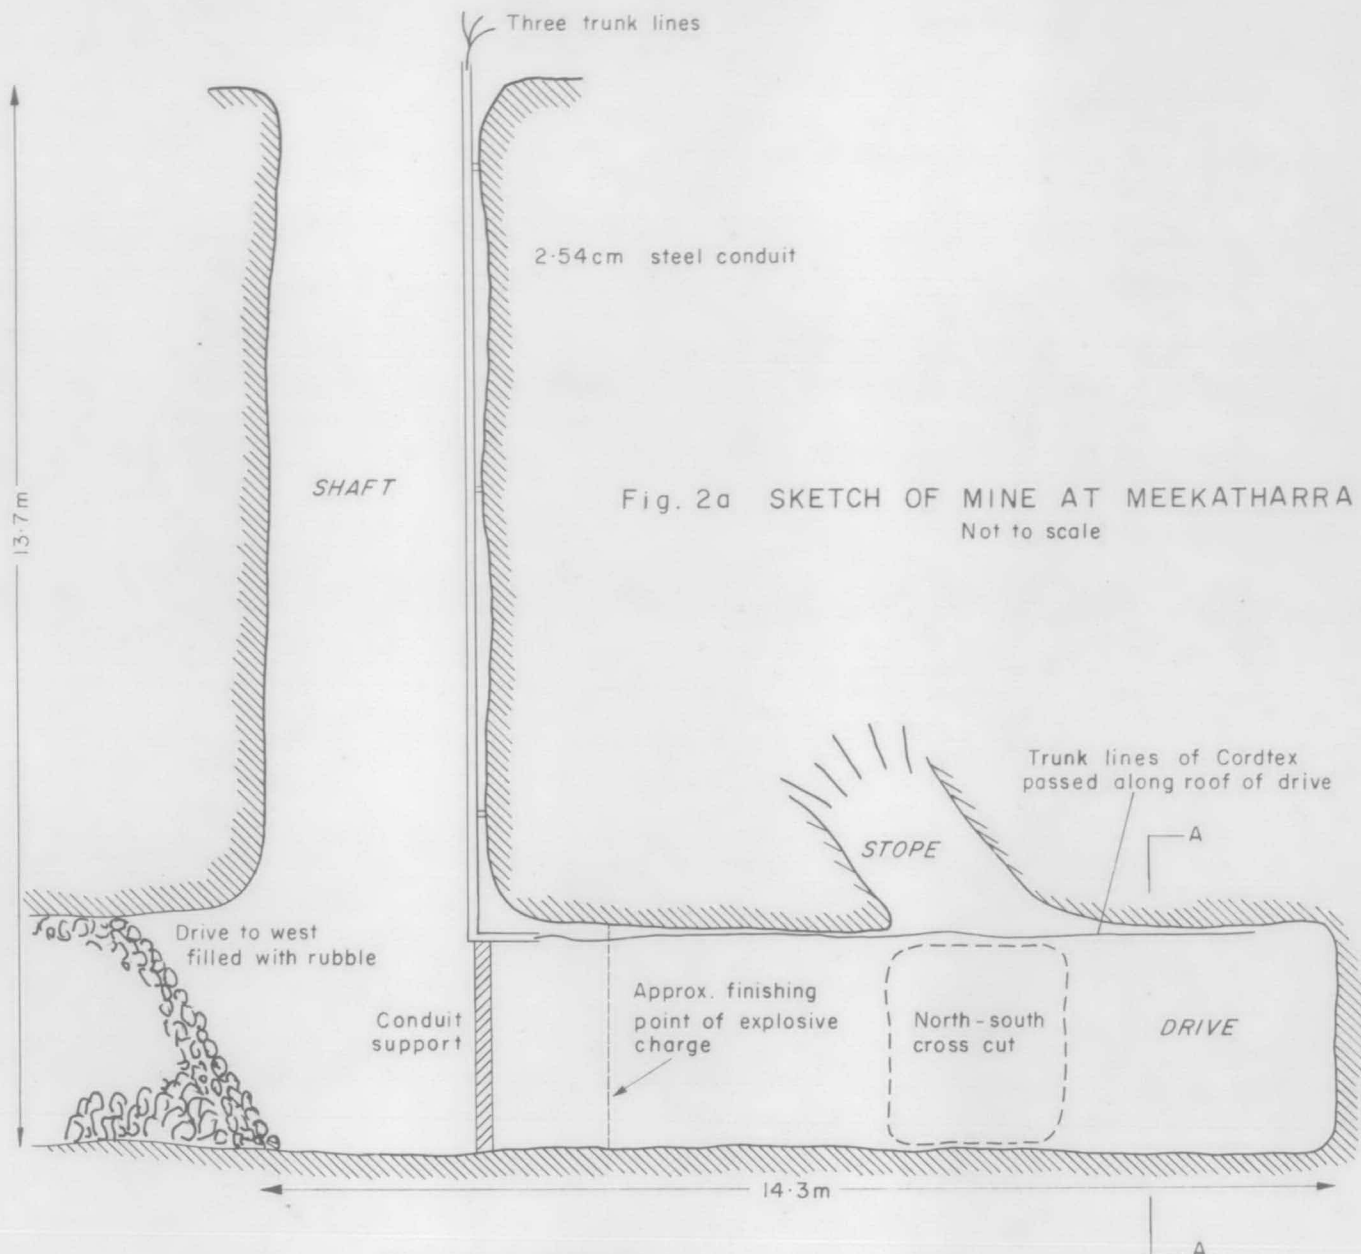 Three trunk lines
2·54cm steel conduit
13·7m
SHAFT
Fig. 2a SKETCH OF MINE AT MEEKATHARRA
Not to scale
Trunk lines of Cordtex
passed along roof of drive
A
STOPE
Drive to west
filled with rubble
Conduit
support
Approx. finishing
point of explosive
charge
North-south
cross cut
DRIVE
14·3m
A